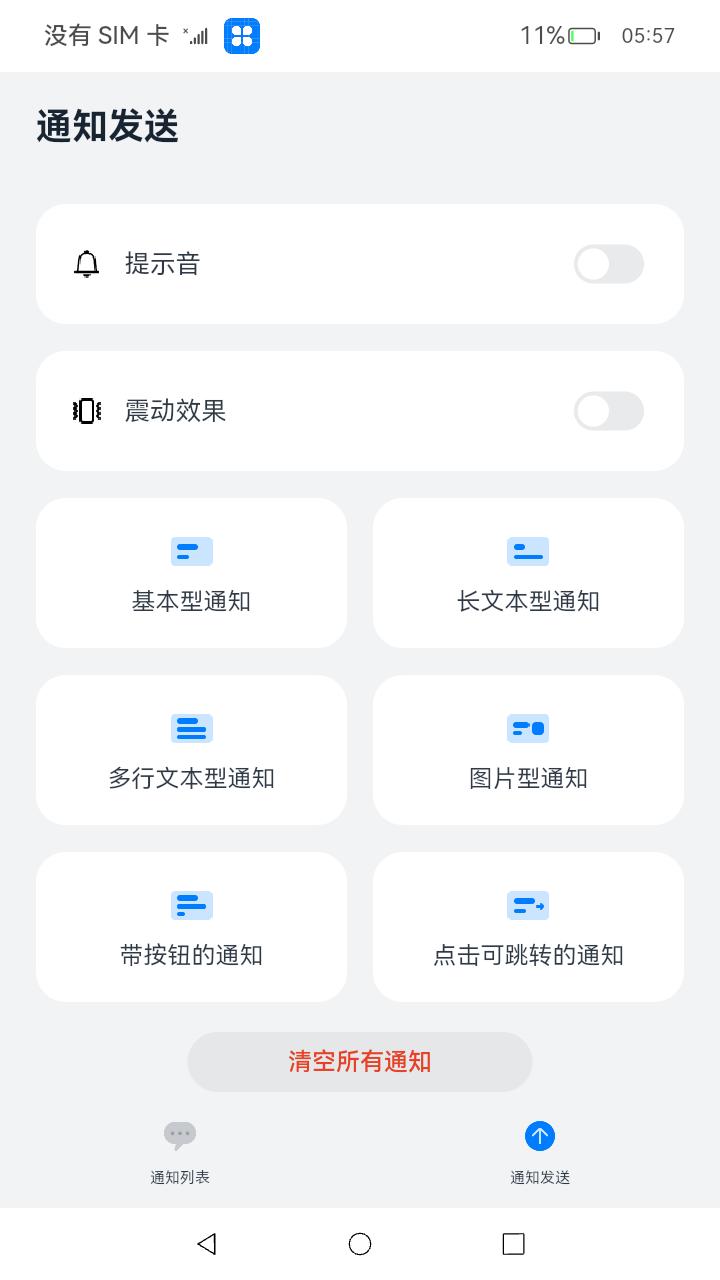 没有 SIM 卡 11% 05:57
通知发送
提示音
震动效果
基本型通知 长文本型通知
多行文本型通知 图片型通知
带按钮的通知 点击可跳转的通知
清空所有通知
通知列表 通知发送